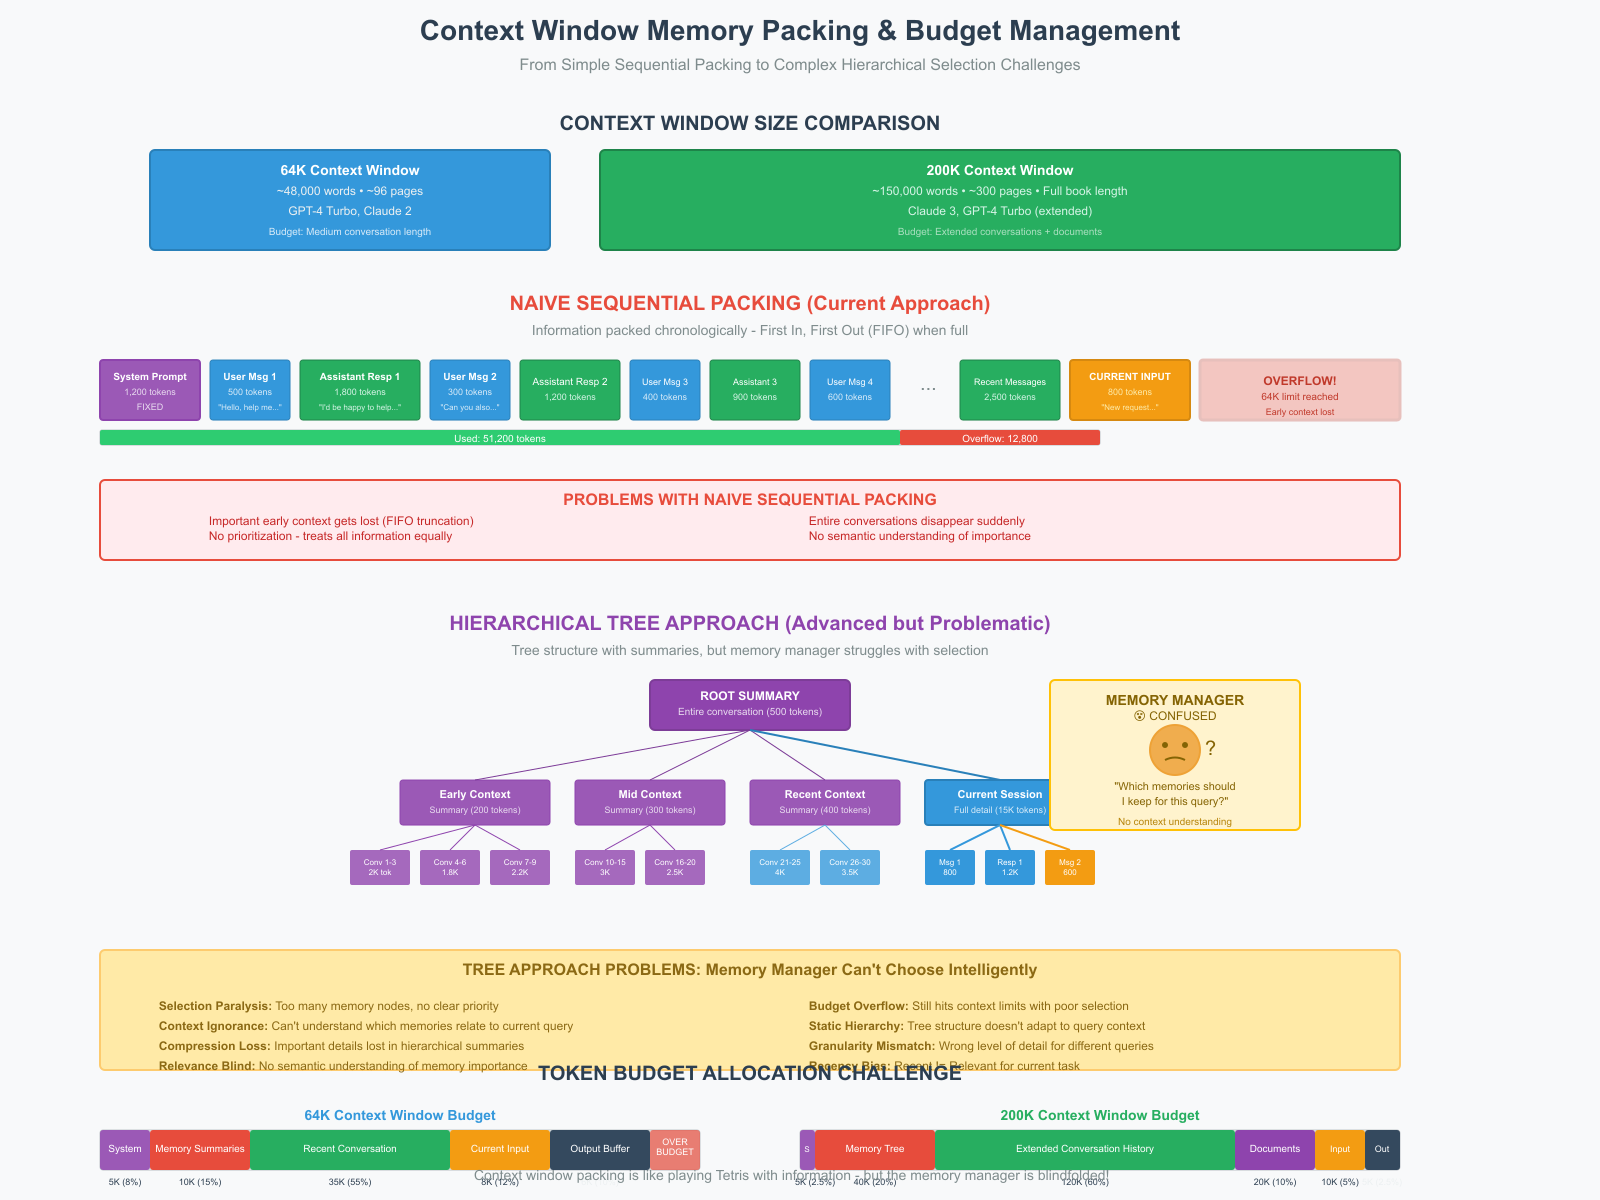 Context Window Memory Packing & Budget Management
From Simple Sequential Packing to Complex Hierarchical Selection Challenges
CONTEXT WINDOW SIZE COMPARISON
64K Context Window
~48,000 words • ~96 pages
GPT-4 Turbo, Claude 2
Budget: Medium conversation length
200K Context Window
~150,000 words • ~300 pages • Full book length
Claude 3, GPT-4 Turbo (extended)
Budget: Extended conversations + documents
NAIVE SEQUENTIAL PACKING (Current Approach)
Information packed chronologically - First In, First Out (FIFO) when full
System Prompt
1,200 tokens
FIXED
User Msg 1
500 tokens
"Hello, help me..."
Assistant Resp 1
1,800 tokens
"I'd be happy to help..."
User Msg 2
300 tokens
"Can you also..."
Assistant Resp 2
1,200 tokens
User Msg 3
400 tokens
Assistant 3
900 tokens
User Msg 4
600 tokens
...
Recent Messages
2,500 tokens
CURRENT INPUT
800 tokens
"New request..."
OVERFLOW!
64K limit reached
Early context lost
Used: 51,200 tokens
Overflow: 12,800
PROBLEMS WITH NAIVE SEQUENTIAL PACKING
Important early context gets lost (FIFO truncation)
No prioritization - treats all information equally
Entire conversations disappear suddenly
No semantic understanding of importance
HIERARCHICAL TREE APPROACH (Advanced but Problematic)
Tree structure with summaries, but memory manager struggles with selection
ROOT SUMMARY
Entire conversation (500 tokens)
MEMORY MANAGER
😵 CONFUSED
?
"Which memories should
I keep for this query?"
No context understanding
Early Context
Summary (200 tokens)
Mid Context
Summary (300 tokens)
Recent Context
Summary (400 tokens)
Current Session
Full detail (15K tokens)
Conv 1-3
2K tok
Conv 4-6
1.8K
Conv 7-9
2.2K
Conv 10-15
3K
Conv 16-20
2.5K
Conv 21-25
4K
Conv 26-30
3.5K
Msg 1
800
Resp 1
1.2K
Msg 2
600
TREE APPROACH PROBLEMS: Memory Manager Can't Choose Intelligently
Selection Paralysis: Too many memory nodes, no clear priority
Context Ignorance: Can't understand which memories relate to current query
Compression Loss: Important details lost in hierarchical summaries
Relevance Blind: No semantic understanding of memory importance
Budget Overflow: Still hits context limits with poor selection
Static Hierarchy: Tree structure doesn't adapt to query context
Granularity Mismatch: Wrong level of detail for different queries
Recency Bias: Recent != Relevant for current task
TOKEN BUDGET ALLOCATION CHALLENGE
64K Context Window Budget
System
Memory Summaries
Recent Conversation
Current Input
Output Buffer
OVER
BUDGET
5K (8%)
10K (15%)
35K (55%)
8K (12%)
200K Context Window Budget
S
Memory Tree
Extended Conversation History
Documents
Input
Out
5K (2.5%)
40K (20%)
120K (60%)
20K (10%)
10K (5%)
Context window packing is like playing Tetris with information - but the memory manager is blindfolded!